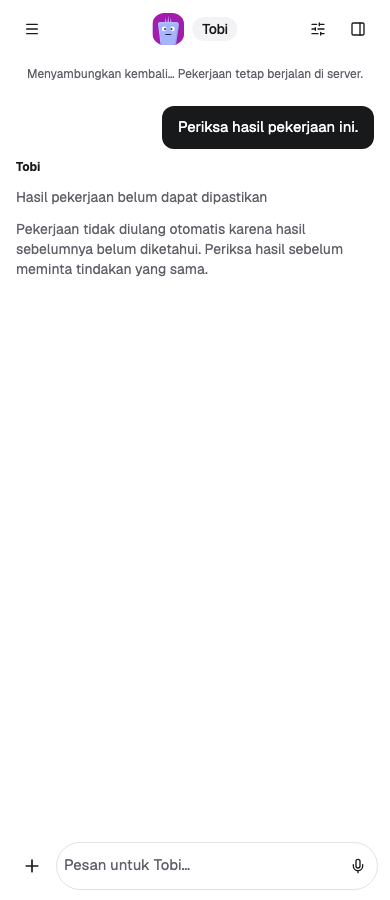 Tobi
Menyambungkan kembali... Pekerjaan tetap berjalan di server.
Periksa hasil pekerjaan ini.
Tobi
Hasil pekerjaan belum dapat dipastikan
Pekerjaan tidak diulang otomatis karena hasil
sebelumnya belum diketahui. Periksa hasil sebelum
meminta tindakan yang sama.
Pesan untuk Tobi...